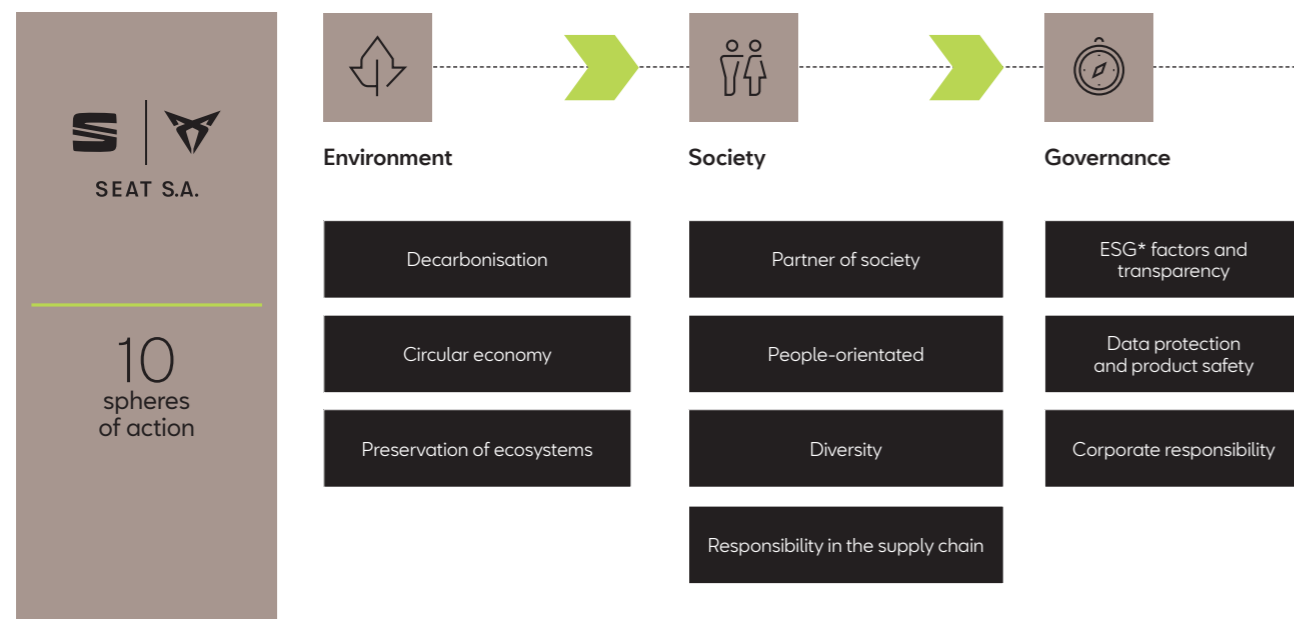 SEAT S.A.
10
spheres
of action
Environment
Decarbonisation
Circular economy
Preservation of ecosystems
Society
Partner of society
People-orientated
Diversity
Responsibility in the supply chain
Governance
ESG* factors and
transparency
Data protection
and product safety
Corporate responsibility